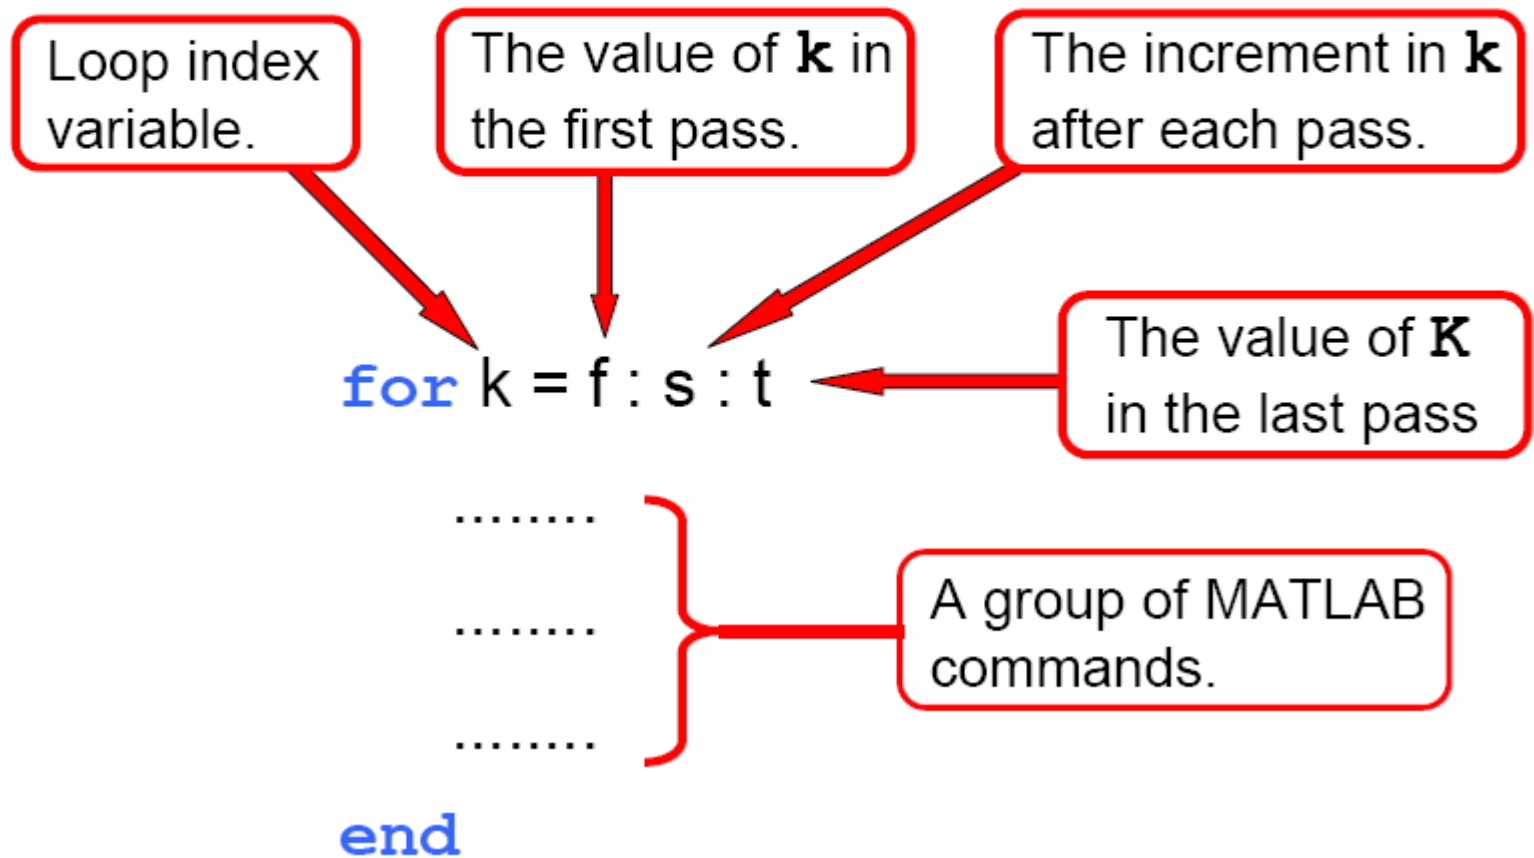 Loop index
variable.
The value of k in
the first pass.
The increment in k
after each pass.
The value of K
in the last pass
for k = f : s : t
........
........
........
A group of MATLAB
commands.
end